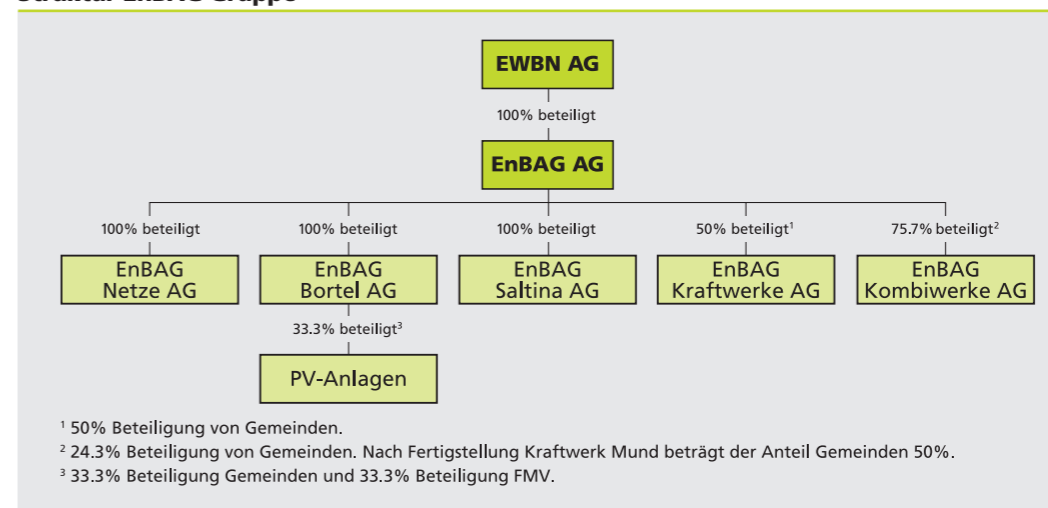 Struktur EnBAG Gruppe
EWBN AG
100% beteiligt
EnBAG AG
100% beteiligt
100% beteiligt
100% beteiligt
50% beteiligt¹
75.7% beteiligt²
EnBAG
Netze AG
EnBAG
Bortel AG
EnBAG
Saltina AG
EnBAG
Kraftwerke AG
EnBAG
Kombiwerke AG
33.3% beteiligt³
PV-Anlagen
¹ 50% Beteiligung von Gemeinden.
² 24.3% Beteiligung von Gemeinden. Nach Fertigstellung Kraftwerk Mund beträgt der Anteil Gemeinden 50%.
³ 33.3% Beteiligung Gemeinden und 33.3% Beteiligung FMV.